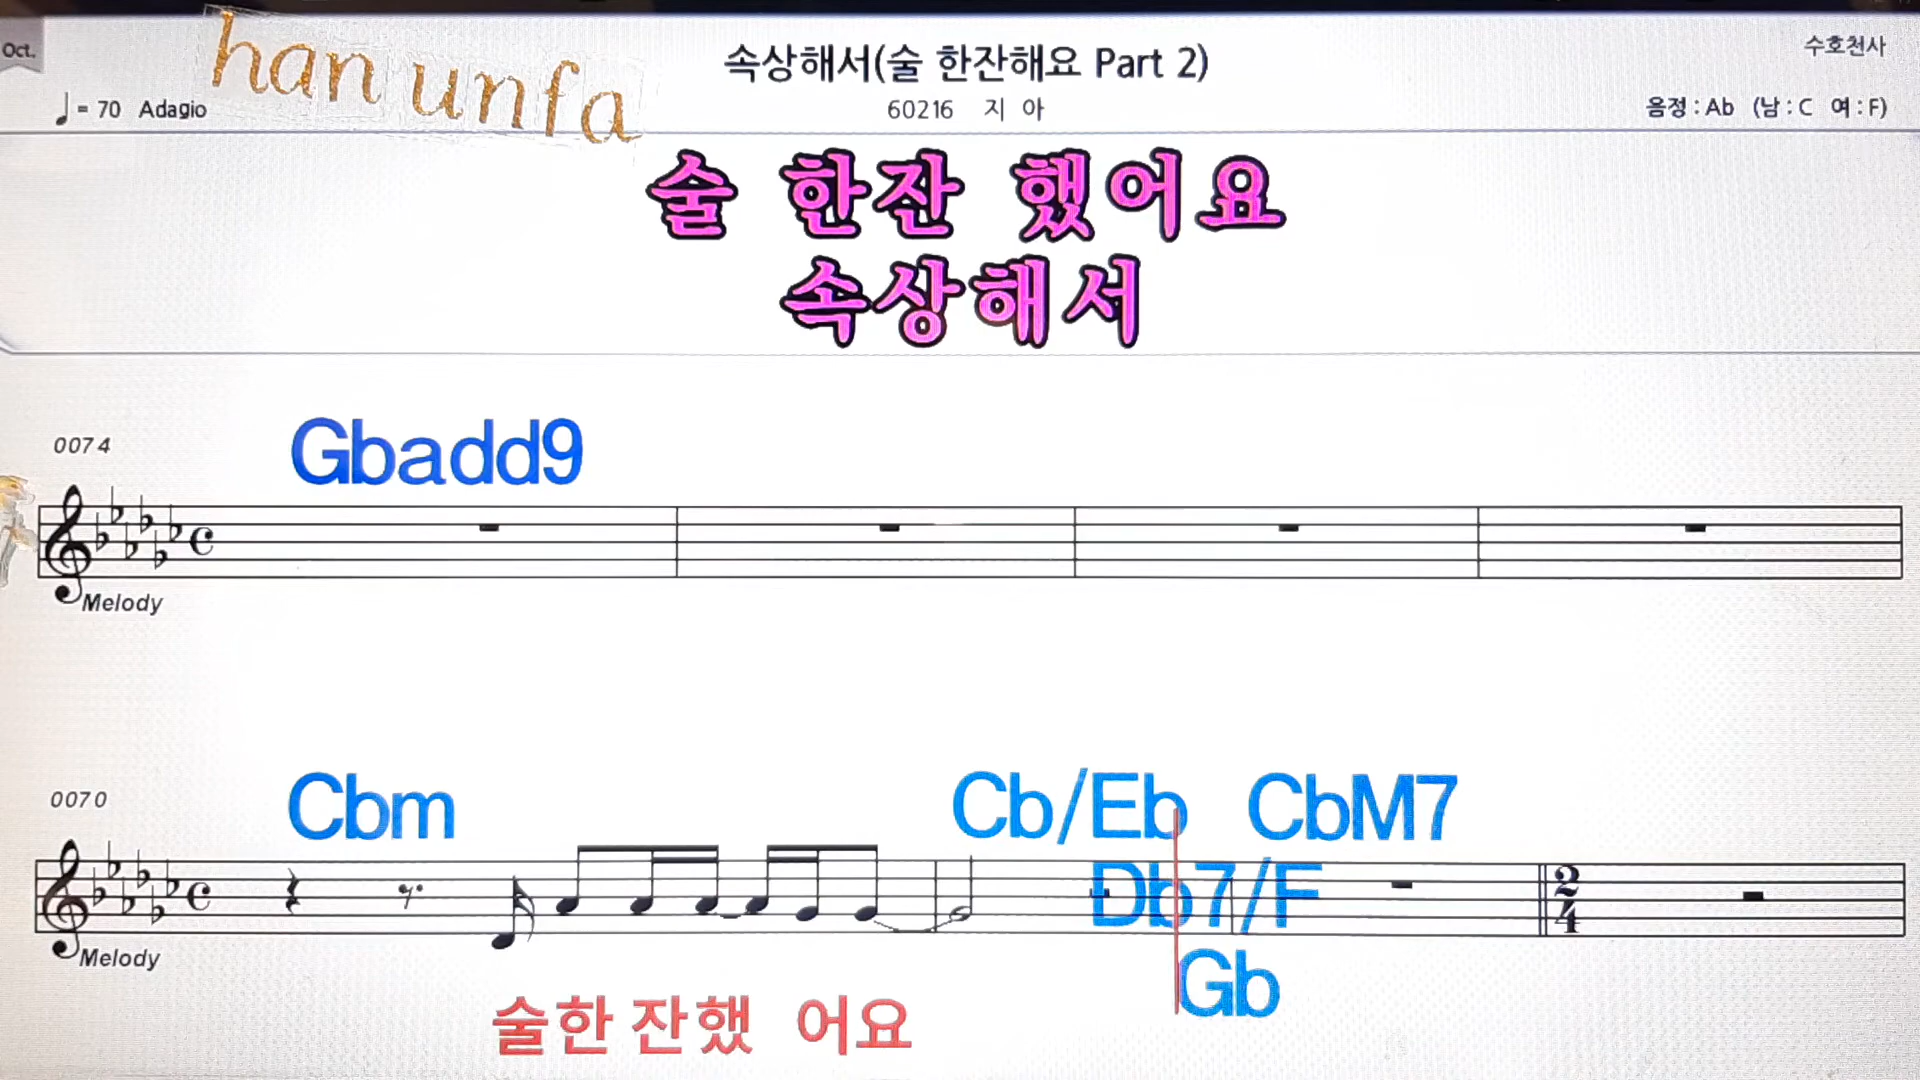 Oct.
han unfa
속상해서(술 한잔해요 Part 2)
수호천사
♩= 70 Adagio
60216 지 아
음정 : Ab (남 : C 여 : F)
술 한잔 했어요
속상해서
0074
Gbadd9
Melody
0070
Cbm
Cb/Eb
CbM7
Db7/F
2
4
Melody
Gb
술한 잔했 어요